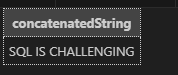 concatenatedString
SQL IS CHALLENGING